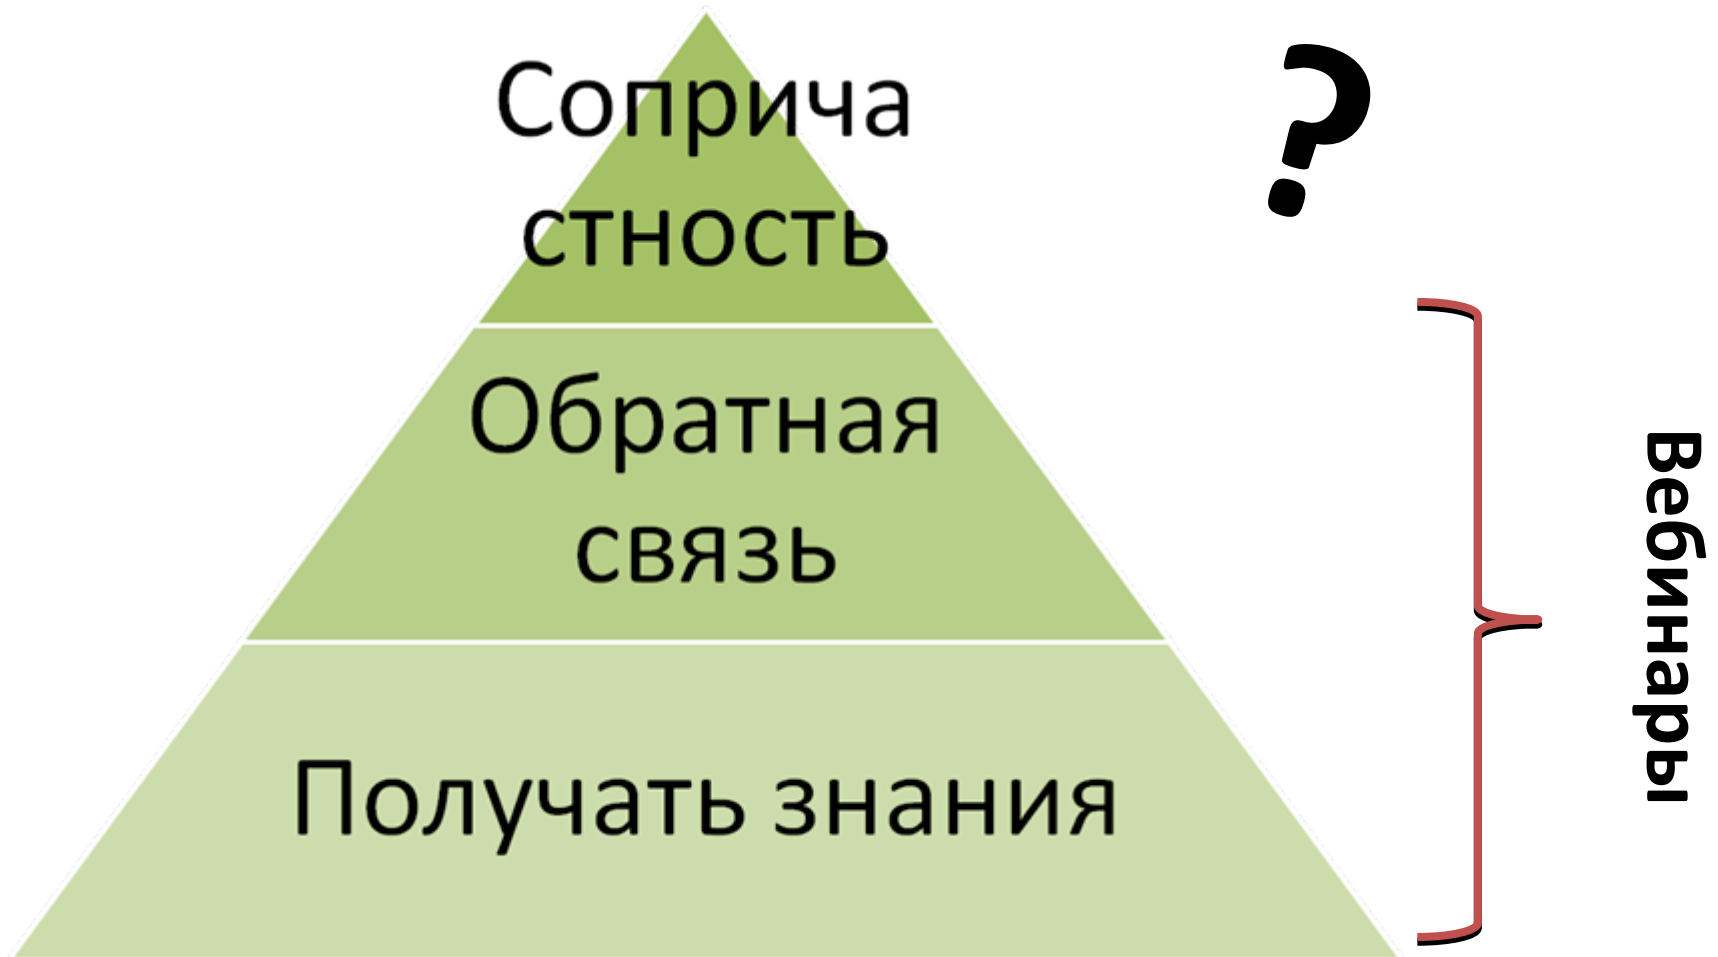 Соприча
стность
?
Обратная
связь
Получать знания
Вебинары